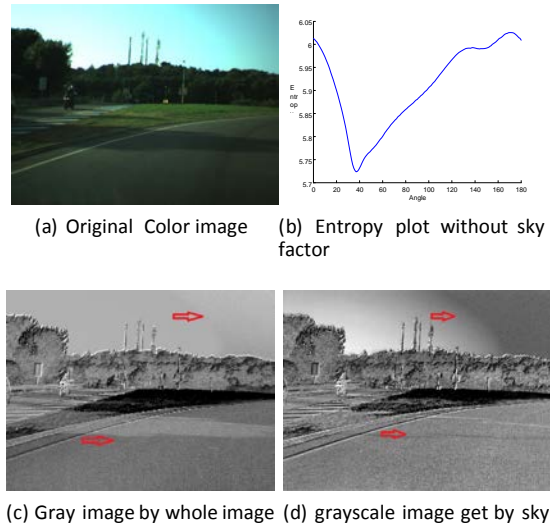 6.05
6
5.95
5.9
5.85
5.8
5.75
5.7
E
ntr
op
..
0 20 40 60 80 100 120 140 160 180
Angle
(a) Original Color image
(b) Entropy plot without sky
factor
(c) Gray image by whole image
(d) grayscale image get by sky